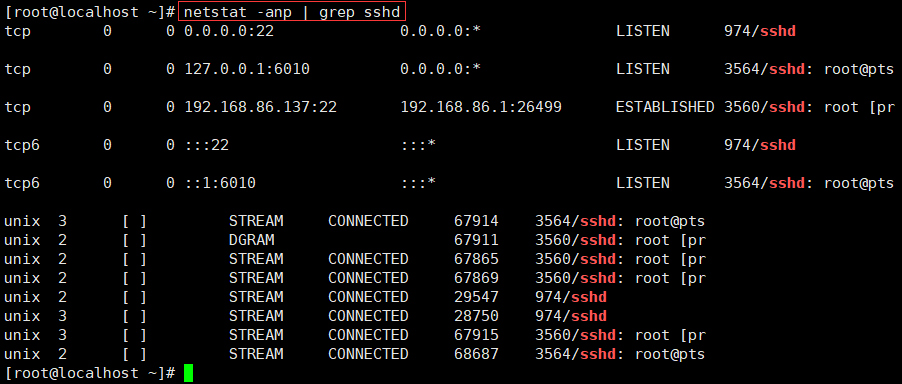 [root@localhost ~]# netstat -anp | grep sshd
tcp        0      0 0.0.0.0:22              0.0.0.0:*               LISTEN      974/sshd
tcp        0      0 127.0.0.1:6010          0.0.0.0:*               LISTEN      3564/sshd: root@pts
tcp        0      0 192.168.86.137:22       192.168.86.1:26499      ESTABLISHED 3560/sshd: root [pr
tcp6       0      0 :::22                   :::*                    LISTEN      974/sshd
tcp6       0      0 ::1:6010                :::*                    LISTEN      3564/sshd: root@pts
unix  3      [ ]         STREAM     CONNECTED     67914    3564/sshd: root@pts
unix  2      [ ]         DGRAM                    67911    3560/sshd: root [pr
unix  2      [ ]         STREAM     CONNECTED     67865    3560/sshd: root [pr
unix  2      [ ]         STREAM     CONNECTED     67869    3560/sshd: root [pr
unix  2      [ ]         STREAM     CONNECTED     29547    974/sshd
unix  3      [ ]         STREAM     CONNECTED     28750    974/sshd
unix  3      [ ]         STREAM     CONNECTED     67915    3560/sshd: root [pr
unix  2      [ ]         STREAM     CONNECTED     68687    3564/sshd: root@pts
[root@localhost ~]#